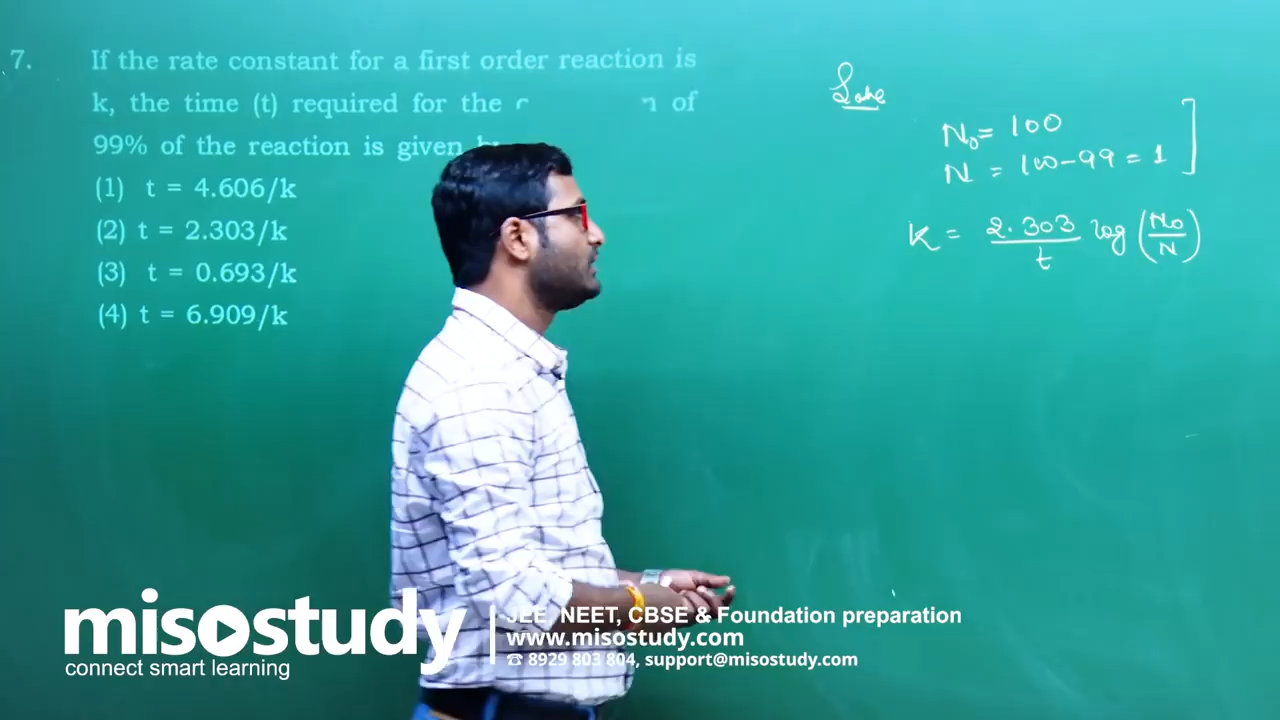 7. If the rate constant for a first order reaction is
k, the time (t) required for the of
99% of the reaction is given
(1) t = 4.606/k
(2) t = 2.303/k
(3) t = 0.693/k
(4) t = 6.909/k
N₀ = 100
N = 100-99 = 1
K = 2.303/t log (N₀/N)
misostudy
connect smart learning
JEE, NEET, CBSE & Foundation preparation
www.misostudy.com
☎ 8929 803 804, support@misostudy.com